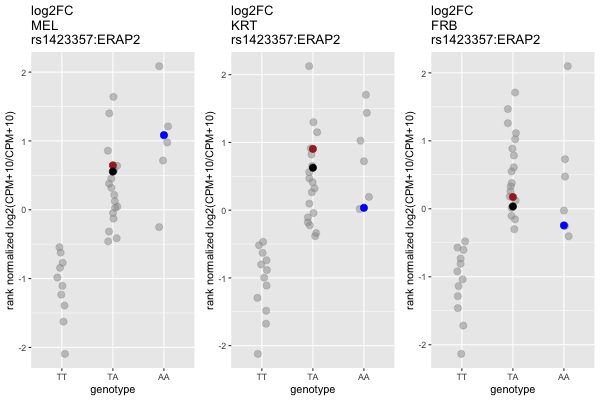 log2FC
MEL
rs1423357:ERAP2
rank normalized log2(CPM+10/CPM+10)
2
1
0
-1
-2
TT
TA
AA
genotype
log2FC
KRT
rs1423357:ERAP2
rank normalized log2(CPM+10/CPM+10)
2
1
0
-1
-2
TT
TA
AA
genotype
log2FC
FRB
rs1423357:ERAP2
rank normalized log2(CPM+10/CPM+10)
2
1
0
-1
-2
TT
TA
AA
genotype